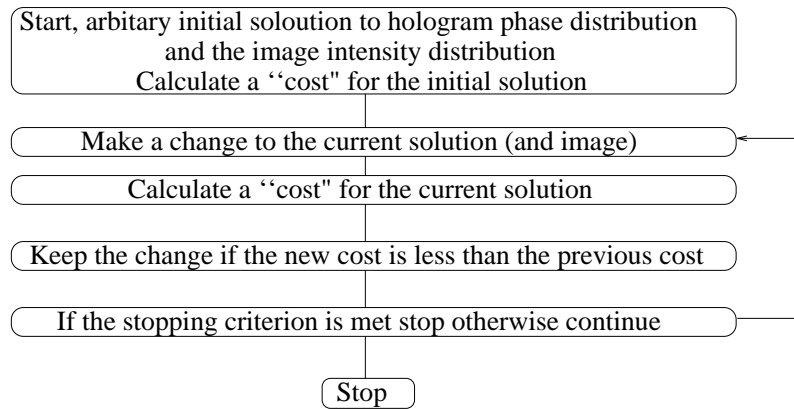 Start, arbitary initial soloution to hologram phase distribution
and the image intensity distribution
Calculate a ‘‘cost" for the initial solution
Make a change to the current solution (and image)
Calculate a ‘‘cost" for the current solution
Keep the change if the new cost is less than the previous cost
If the stopping criterion is met stop otherwise continue
Stop